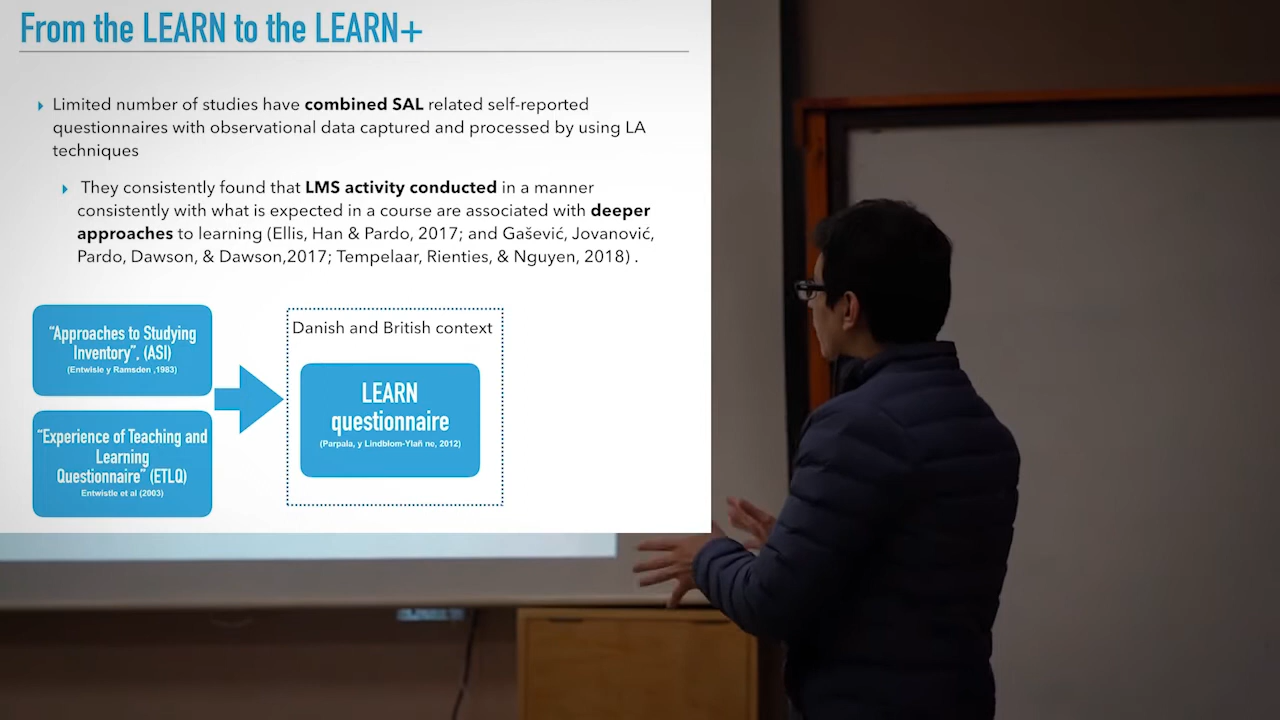 From the LEARN to the LEARN+
Limited number of studies have combined SAL related self-reported
questionnaires with observational data captured and processed by using LA
techniques
They consistently found that LMS activity conducted in a manner
consistently with what is expected in a course are associated with deeper
approaches to learning (Ellis, Han & Pardo, 2017; and Gašević, Jovanović,
Pardo, Dawson, & Dawson,2017; Tempelaar, Rienties, & Nguyen, 2018) .
“Approaches to Studying
Inventory”, (ASI)
(Entwisle y Ramsden ,1983)
“Experience of Teaching and
Learning
Questionnaire” (ETLQ)
Entwistle et al (2003)
Danish and British context
LEARN
questionnaire
(Parpala, y Lindblom-Ylañ ne, 2012)